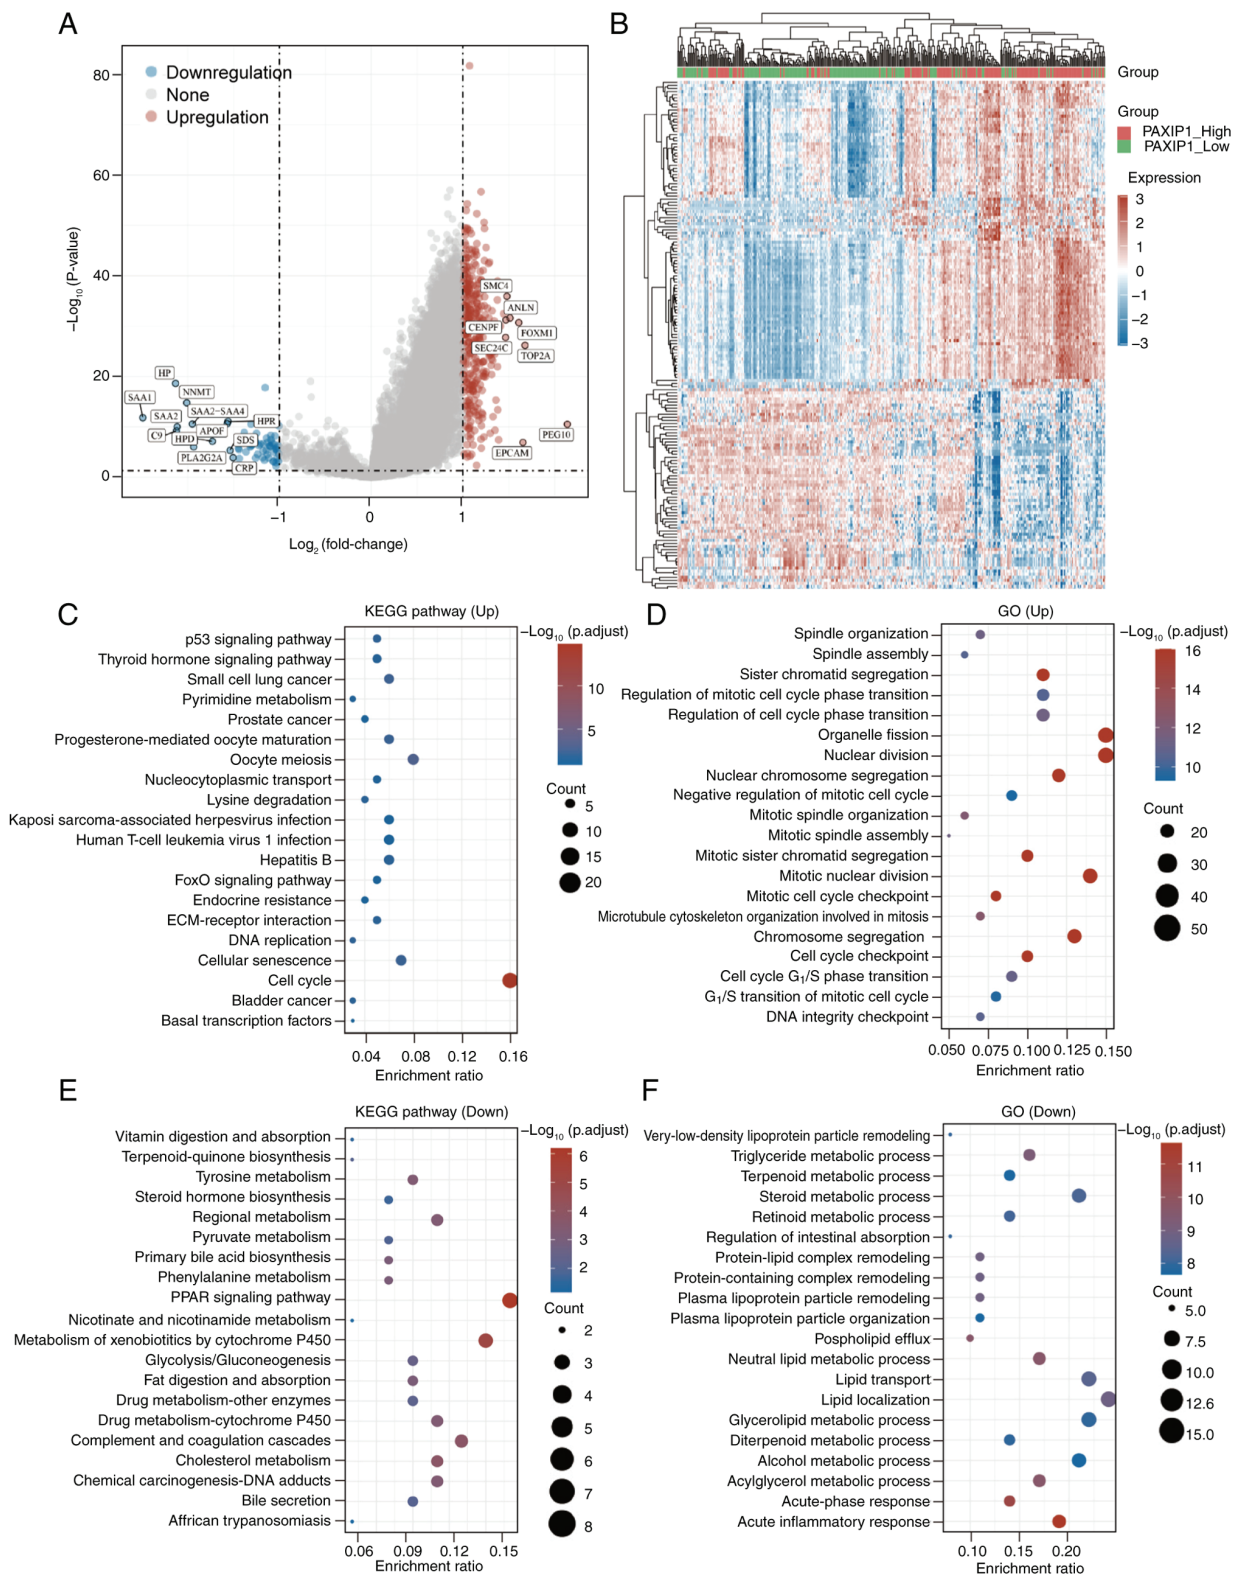 A
Downregulation
None
Upregulation
80
60
40
20
0
−Log10 (P-value)
SMC4
ANLN
CENPF
FOXM1
SEC24C
TOP2A
HP
NNMT
SAA1
SAA2−SAA4
SAA2
HPR
C9
APOF
HPD
SDS
PLA2G2A
CRP
PEG10
EPCAM
−1
0
1
Log2 (fold-change)
B
Group
Group
PAXIP1_High
PAXIP1_Low
Expression
3
2
1
0
−1
−2
−3
C
KEGG pathway (Up)
p53 signaling pathway
Thyroid hormone signaling pathway
Small cell lung cancer
Pyrimidine metabolism
Prostate cancer
Progesterone-mediated oocyte maturation
Oocyte meiosis
Nucleocytoplasmic transport
Lysine degradation
Kaposi sarcoma-associated herpesvirus infection
Human T-cell leukemia virus 1 infection
Hepatitis B
FoxO signaling pathway
Endocrine resistance
ECM-receptor interaction
DNA replication
Cellular senescence
Cell cycle
Bladder cancer
Basal transcription factors
0.04
0.08
0.12
0.16
Enrichment ratio
−Log10 (p.adjust)
10
5
Count
5
10
15
20
D
GO (Up)
Spindle organization
Spindle assembly
Sister chromatid segregation
Regulation of mitotic cell cycle phase transition
Regulation of cell cycle phase transition
Organelle fission
Nuclear division
Nuclear chromosome segregation
Negative regulation of mitotic cell cycle
Mitotic spindle organization
Mitotic spindle assembly
Mitotic sister chromatid segregation
Mitotic nuclear division
Mitotic cell cycle checkpoint
Microtubule cytoskeleton organization involved in mitosis
Chromosome segregation
Cell cycle checkpoint
Cell cycle G1/S phase transition
G1/S transition of mitotic cell cycle
DNA integrity checkpoint
0.050
0.075
0.100
0.125
0.150
Enrichment ratio
−Log10 (p.adjust)
16
14
12
10
Count
20
30
40
50
E
KEGG pathway (Down)
Vitamin digestion and absorption
Terpenoid-quinone biosynthesis
Tyrosine metabolism
Steroid hormone biosynthesis
Regional metabolism
Pyruvate metabolism
Primary bile acid biosynthesis
Phenylalanine metabolism
PPAR signaling pathway
Nicotinate and nicotinamide metabolism
Metabolism of xenobiotitics by cytochrome P450
Glycolysis/Gluconeogenesis
Fat digestion and absorption
Drug metabolism-other enzymes
Drug metabolism-cytochrome P450
Complement and coagulation cascades
Cholesterol metabolism
Chemical carcinogenesis-DNA adducts
Bile secretion
Affrican trypanosomiasis
0.06
0.09
0.12
0.15
Enrichment ratio
−Log10 (p.adjust)
6
5
4
3
2
Count
2
3
4
5
6
7
8
F
GO (Down)
Very-low-density lipoprotein particle remodeling
Triglyceride metabolic process
Terpenoid metabolic process
Steroid metabolic process
Retinoid metabolic process
Regulation of intestinal absorption
Protein-lipid complex remodeling
Protein-containing complex remodeling
Plasma lipoprotein particle remodeling
Plasma lipoprotein particle organization
Pospholipid efflux
Neutral lipid metabolic process
Lipid transport
Lipid localization
Glycerolipid metabolic process
Diterpenoid metabolic process
Alcohol metabolic process
Acylglycerol metabolic process
Acute-phase response
Acute inflammatory response
0.10
0.15
0.20
Enrichment ratio
−Log10 (p.adjust)
11
10
9
8
Count
5.0
7.5
10.0
12.6
15.0